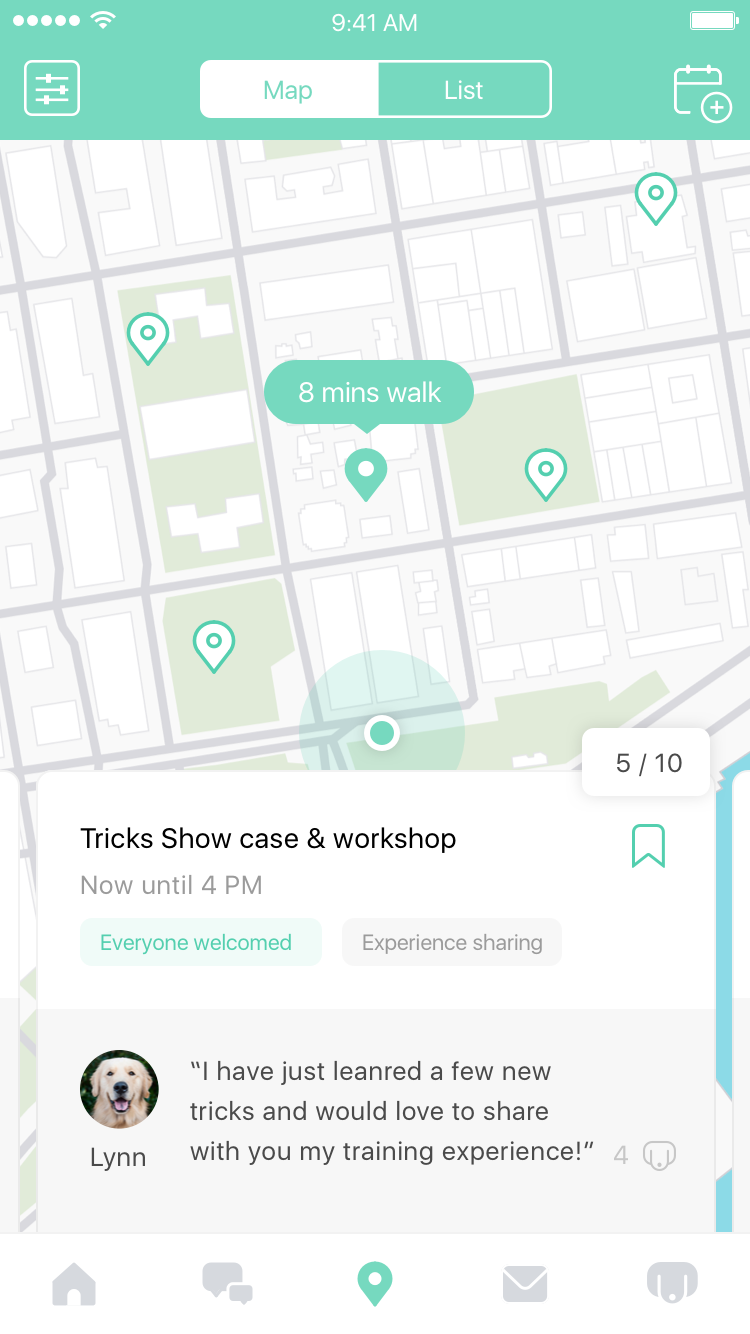 9:41 AM
Map
List
8 mins walk
5 / 10
Tricks Show case & workshop
Now until 4 PM
Everyone welcomed
Experience sharing
“I have just leanred a few new
tricks and would love to share
with you my training experience!”
Lynn
4